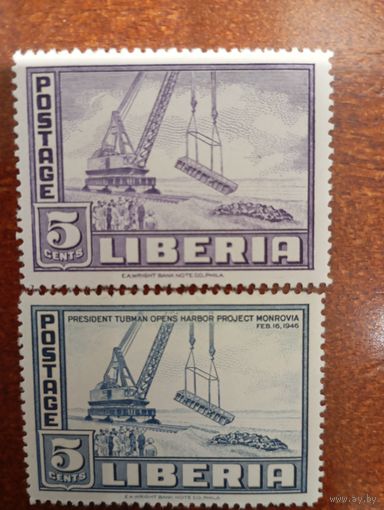 POSTAGE
5
CENTS
LIBERIA
E.A. WRIGHT BANK NOTE CO. PHILA.
PRESIDENT TUBMAN OPENS HARBOR PROJECT MONROVIA
FEB. 16, 1946
POSTAGE
5
CENTS
LIBERIA
E.A. WRIGHT BANK NOTE CO. PHILA.
www.ay.by